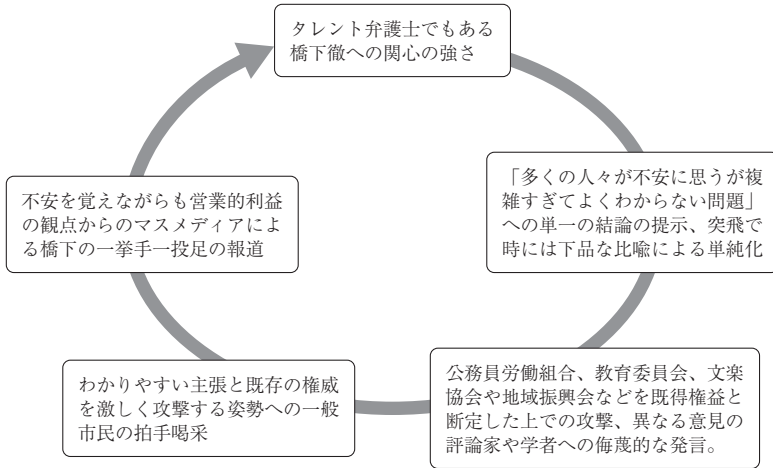 タレント弁護士でもある
橋下徹への関心の強さ
「多くの人々が不安に思うが複
雑すぎてよくわからない問題」
への単一の結論の提示、突飛で
時には下品な比喩による単純化
公務員労働組合、教育委員会、文楽
協会や地域振興会などを既得権益と
断定した上での攻撃、異なる意見の
評論家や学者への侮蔑的な発言。
わかりやすい主張と既存の権威
を激しく攻撃する姿勢への一般
市民の拍手喝采
不安を覚えながらも営業的利益
の観点からのマスメディアによ
る橋下の一挙手一投足の報道